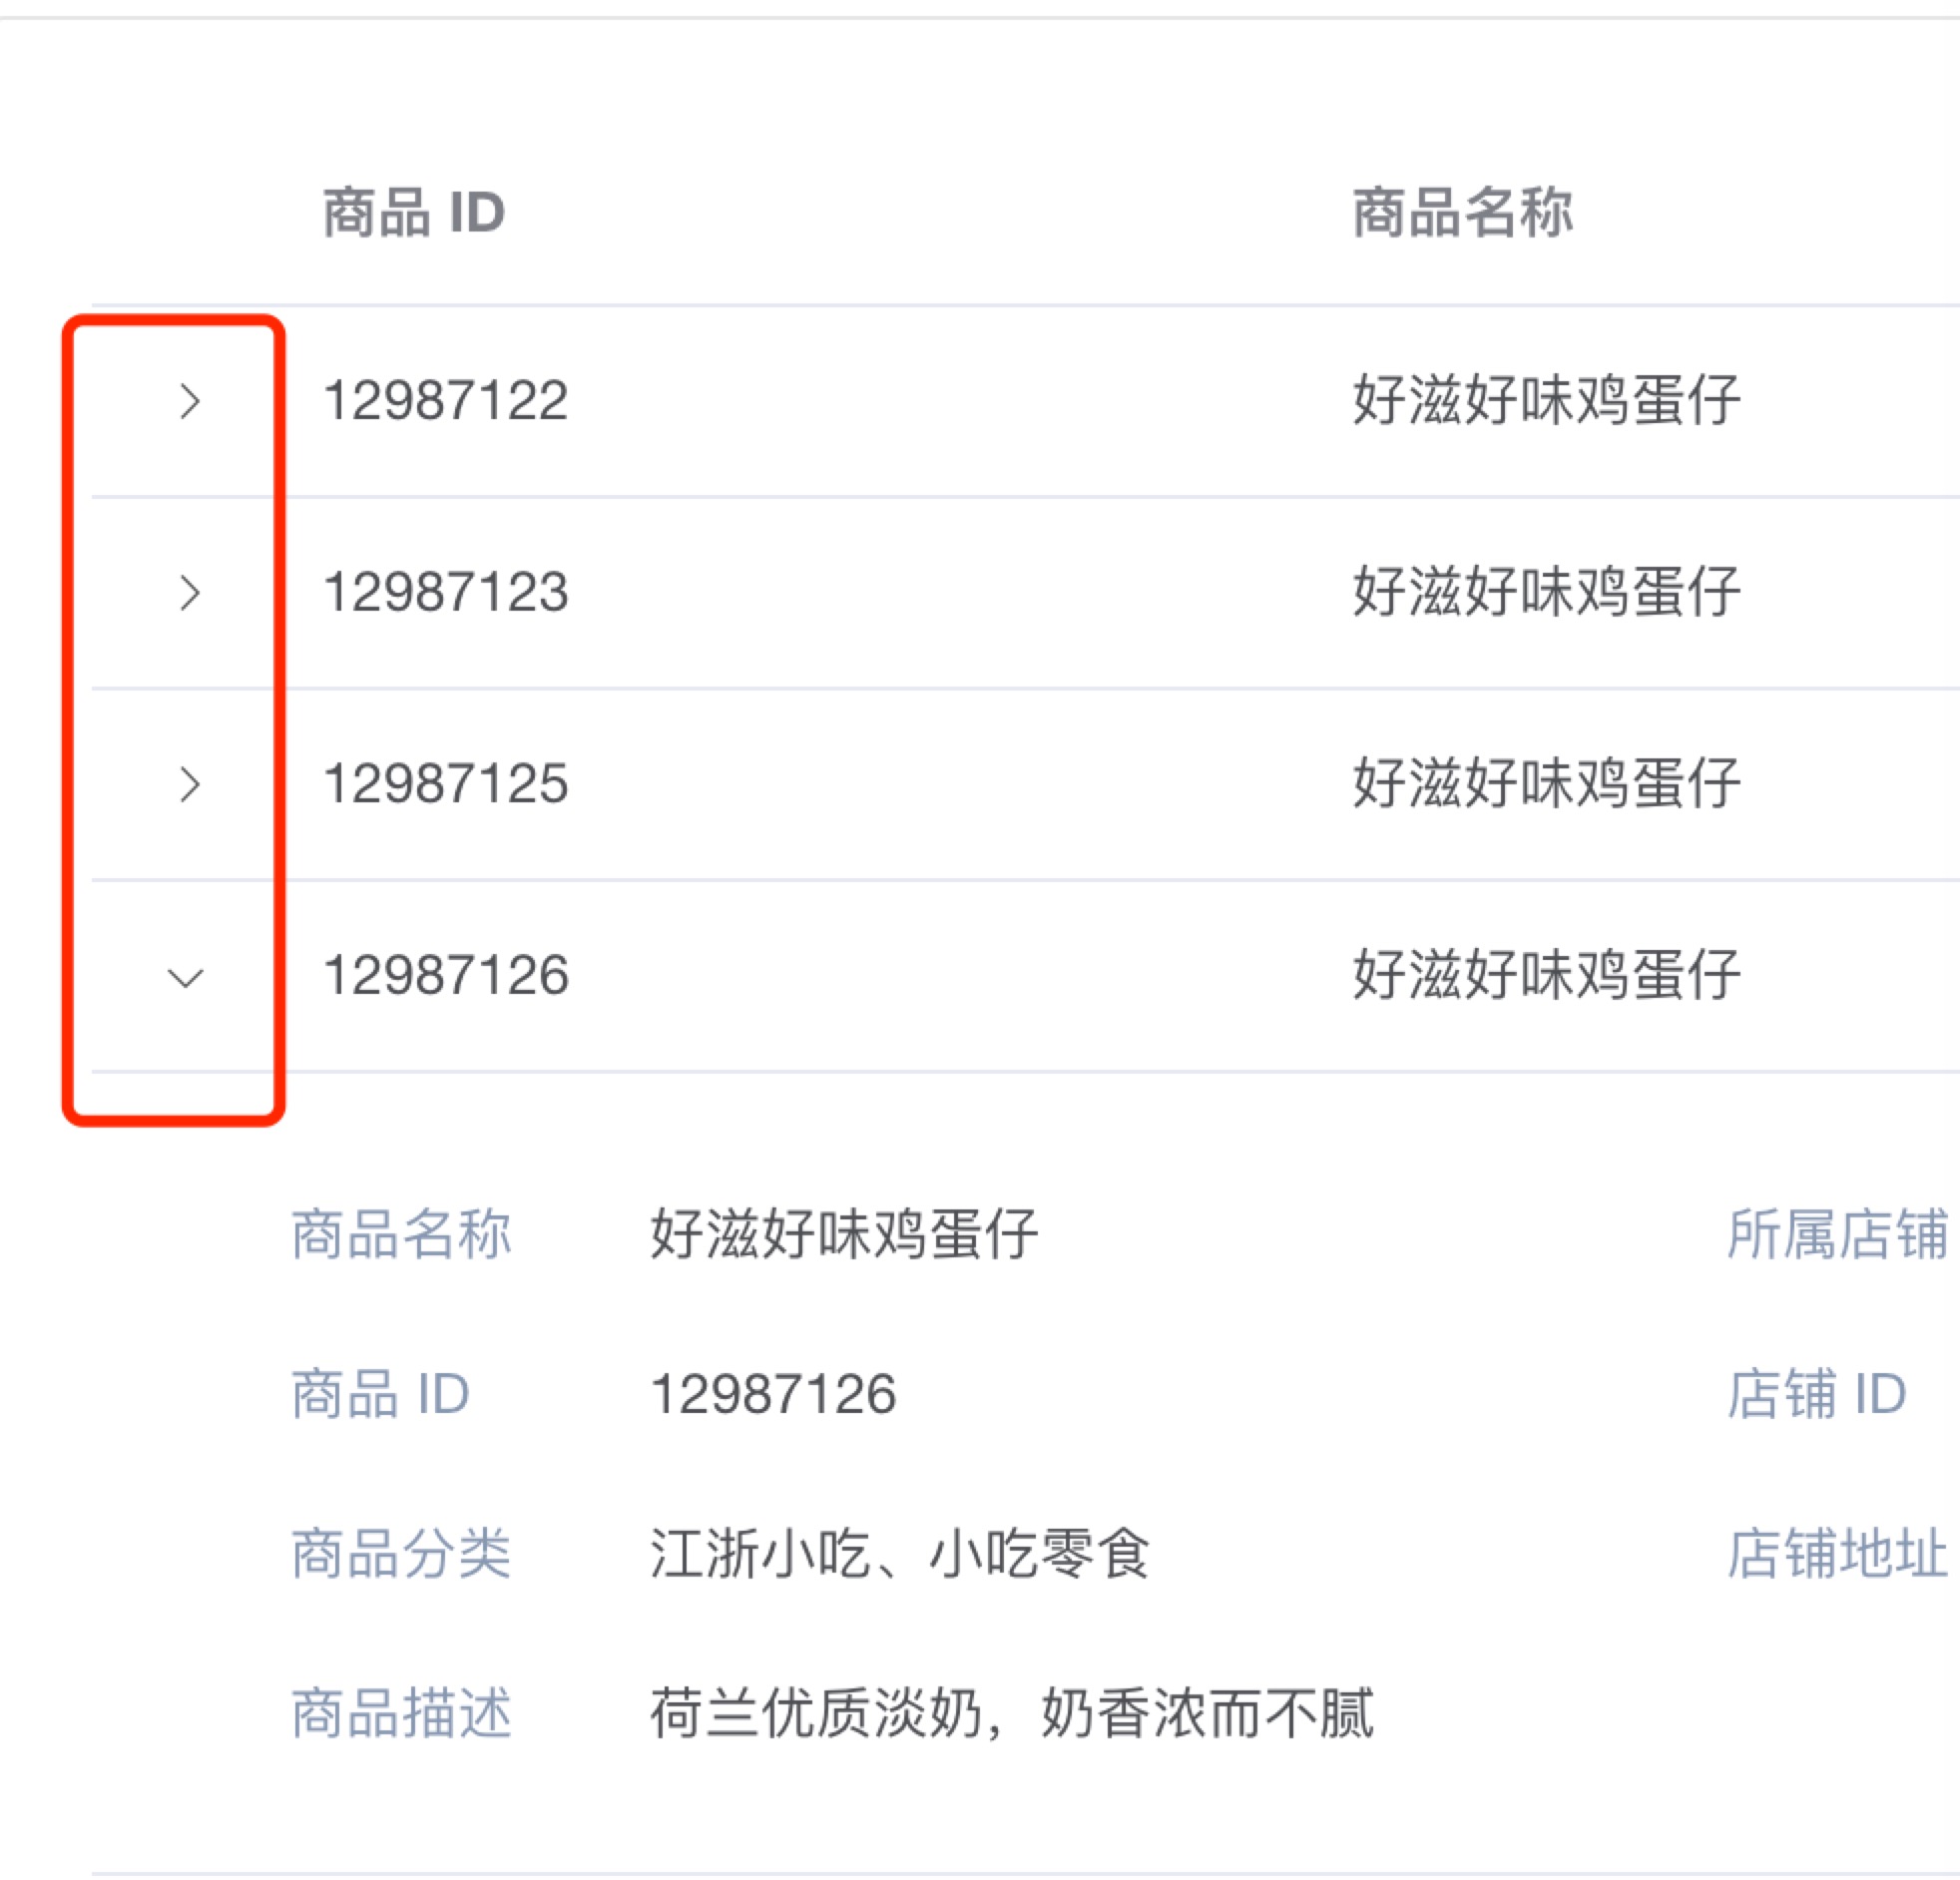 商品 ID 商品名称
12987122 好滋好味鸡蛋仔
12987123 好滋好味鸡蛋仔
12987125 好滋好味鸡蛋仔
12987126 好滋好味鸡蛋仔
商品名称 好滋好味鸡蛋仔 所属店铺
商品 ID 12987126 店铺 ID
商品分类 江浙小吃、小吃零食 店铺地址
商品描述 荷兰优质淡奶，奶香浓而不腻